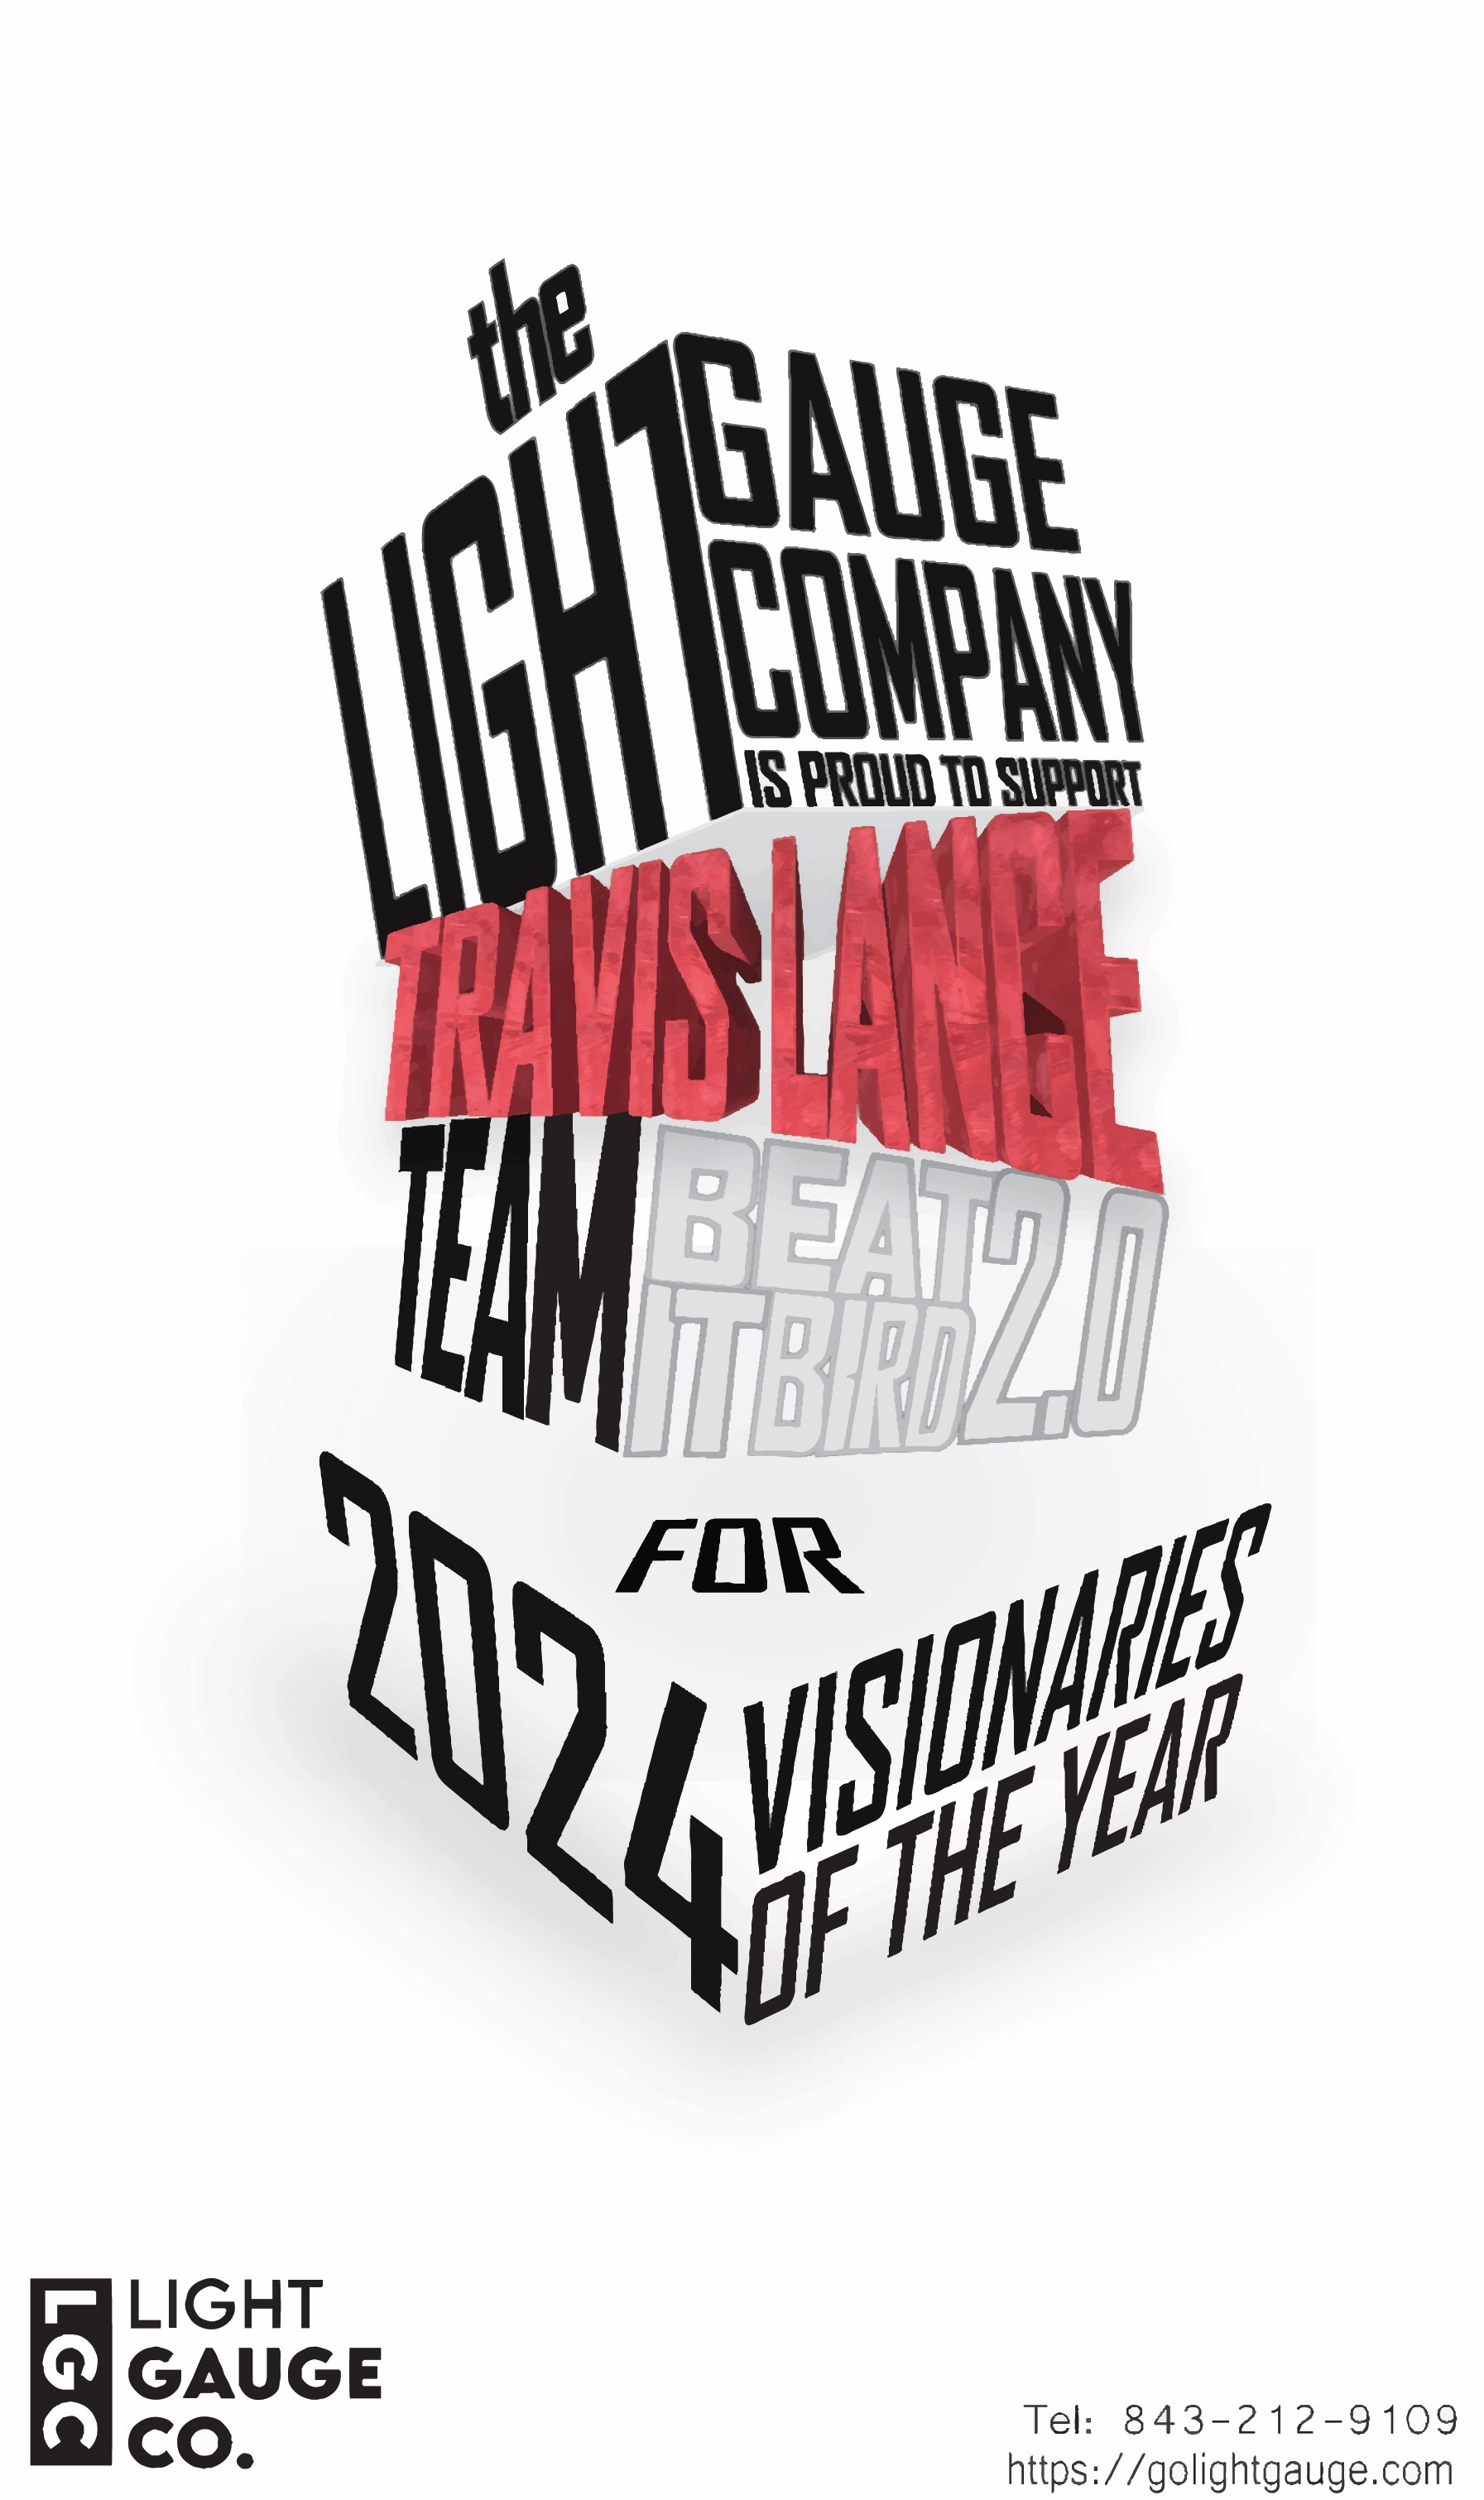 the
LIGHT
GAUGE
COMPANY
IS PROUD TO SUPPORT
TRAVIS LANGE
TEAM
BEAT 2.0
IT BIRD
FOR
2024
VISIONARIES
OF THE YEAR
LGC
LIGHT
GAUGE
CO.
Tel: 843-212-9109
https://golightgauge.com